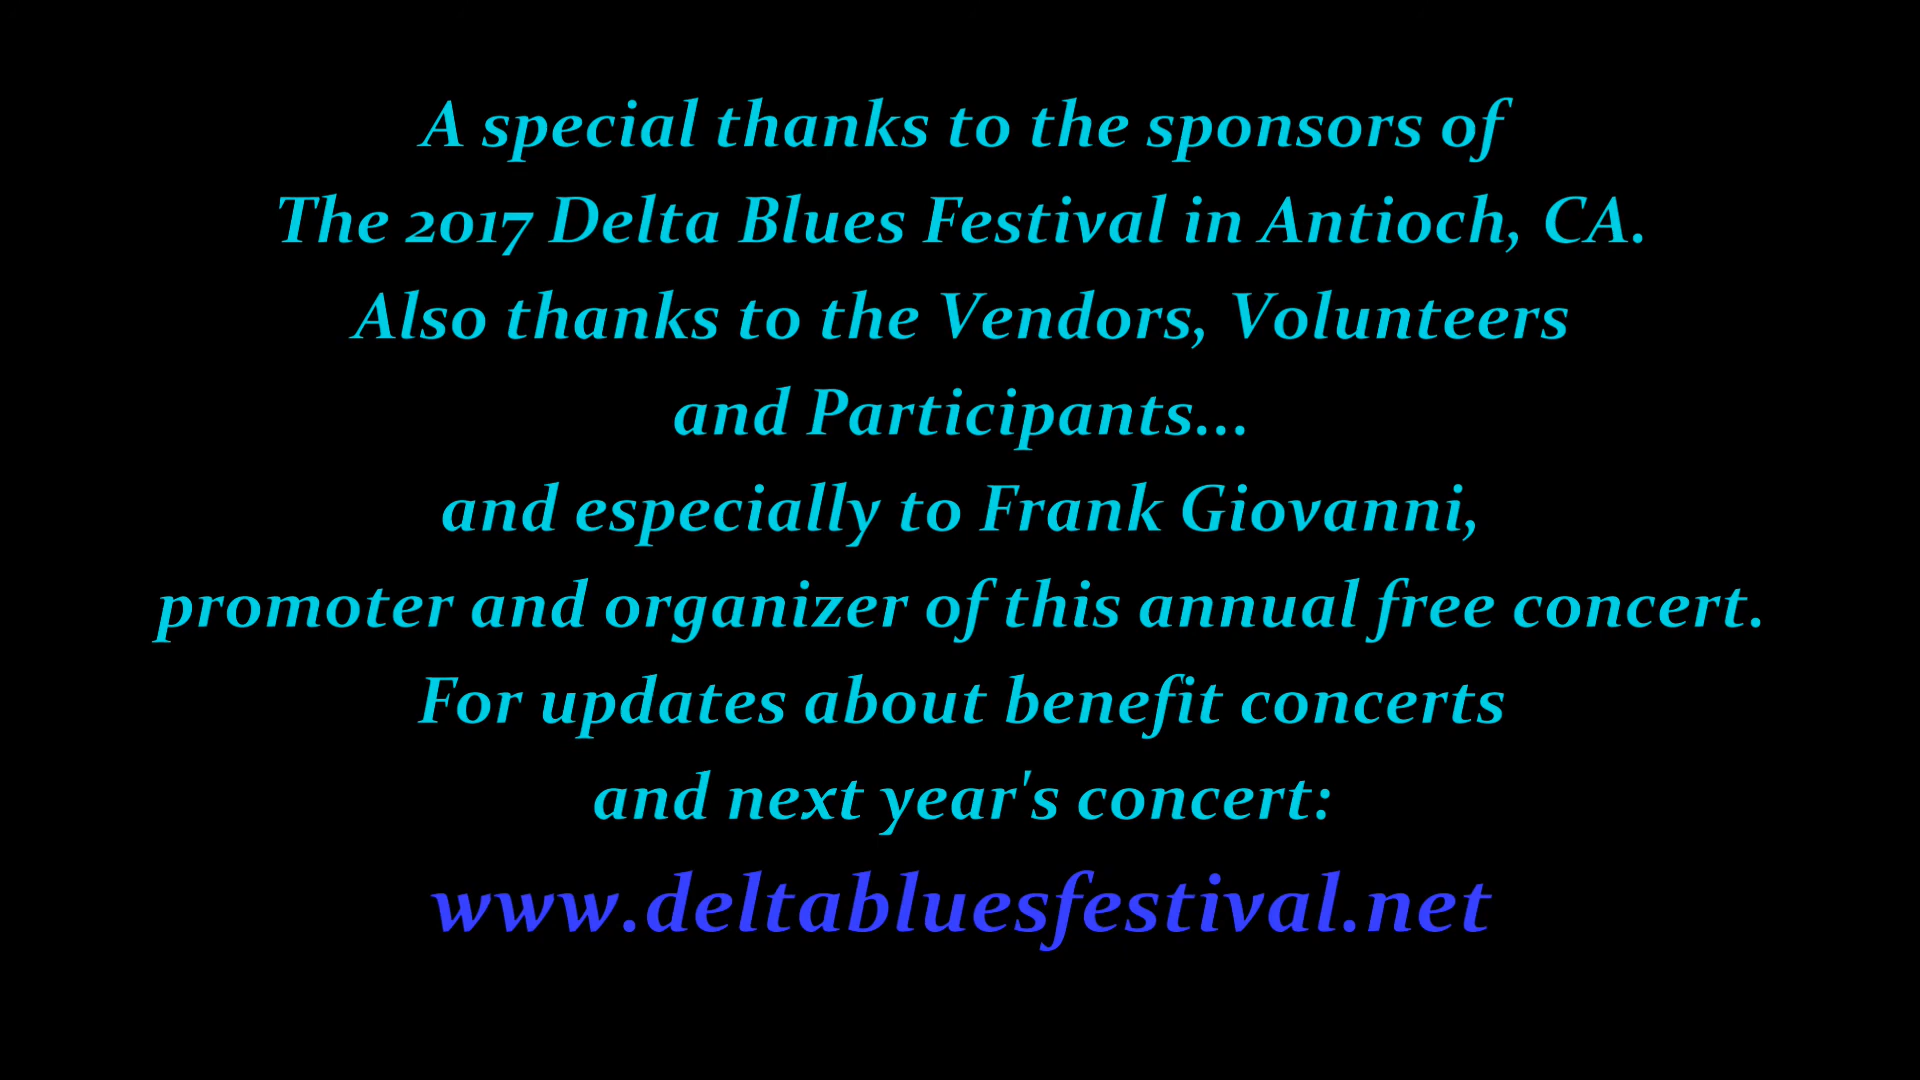 A special thanks to the sponsors of
The 2017 Delta Blues Festival in Antioch, CA.
Also thanks to the Vendors, Volunteers
and Participants...
and especially to Frank Giovanni,
promoter and organizer of this annual free concert.
For updates about benefit concerts
and next year's concert:
www.deltabluesfestival.net